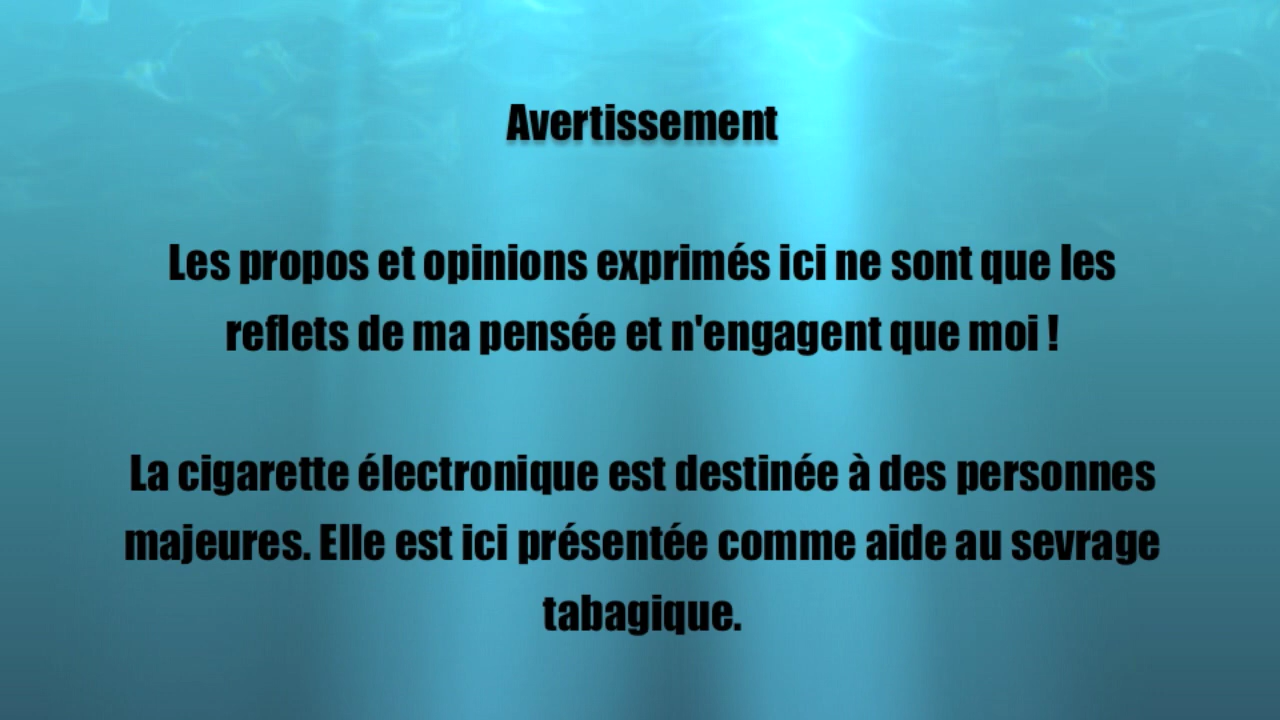 Avertissement
Les propos et opinions exprimés ici ne sont que les
reflets de ma pensée et n'engagent que moi !
La cigarette électronique est destinée à des personnes
majeures. Elle est ici présentée comme aide au sevrage
tabagique.